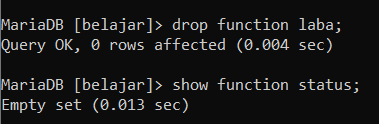 MariaDB [belajar]> drop function laba;
Query OK, 0 rows affected (0.004 sec)
MariaDB [belajar]> show function status;
Empty set (0.013 sec)